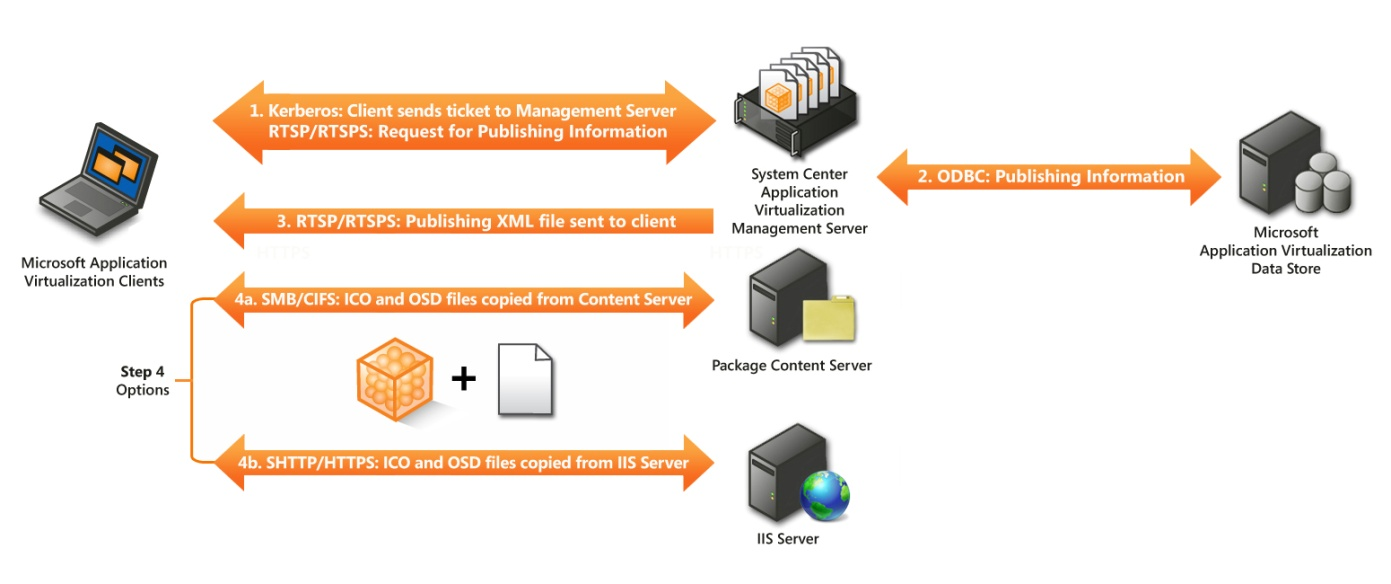 1. Kerberos: Client sends ticket to Management Server
RTSP/RTSPS: Request for Publishing Information
System Center
Application
Virtualization
Management Server
2. ODBC: Publishing Information
Microsoft
Application Virtualization
Data Store
3. RTSP/RTSPS: Publishing XML file sent to client
HTTPS
HTTPS
Microsoft Application
Virtualization Clients
4a. SMB/CIFS: ICO and OSD files copied from Content Server
Package Content Server
Step 4
Options
+
4b. SHTTP/HTTPS: ICO and OSD files copied from IIS Server
IIS Server